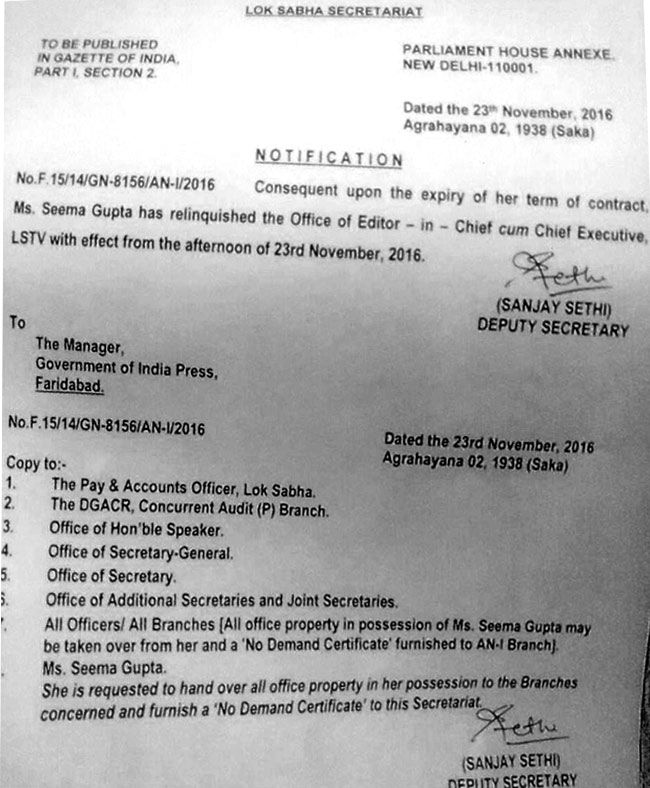 LOK SABHA SECRETARIAT
TO BE PUBLISHED
IN GAZETTE OF INDIA,
PART I, SECTION 2.
PARLIAMENT HOUSE ANNEXE.
NEW DELHI-110001.
Dated the 23rd November, 2016
Agrahayana 02, 1938 (Saka)
NOTIFICATION
No.F.15/14/GN-8156/AN-I/2016 Consequent upon the expiry of her term of contract,
Ms. Seema Gupta has relinquished the Office of Editor – in – Chief cum Chief Executive,
LSTV with effect from the afternoon of 23rd November, 2016.
Sethi
(SANJAY SETHI)
DEPUTY SECRETARY
To
The Manager,
Government of India Press,
Faridabad.
No.F.15/14/GN-8156/AN-I/2016
Dated the 23rd November, 2016
Agrahayana 02, 1938 (Saka)
Copy to:-
1. The Pay & Accounts Officer, Lok Sabha.
2. The DGACR, Concurrent Audit (P) Branch.
3. Office of Hon'ble Speaker.
4. Office of Secretary-General.
5. Office of Secretary.
6. Office of Additional Secretaries and Joint Secretaries.
All Officers/ All Branches [All office property in possession of Ms. Seema Gupta may
be taken over from her and a 'No Demand Certificate' furnished to AN-I Branch].
Ms. Seema Gupta.
She is requested to hand over all office property in her possession to the Branches
concerned and furnish a 'No Demand Certificate' to this Secretariat.
Sethi
(SANJAY SETHI)
DEPUTY SECRETARY